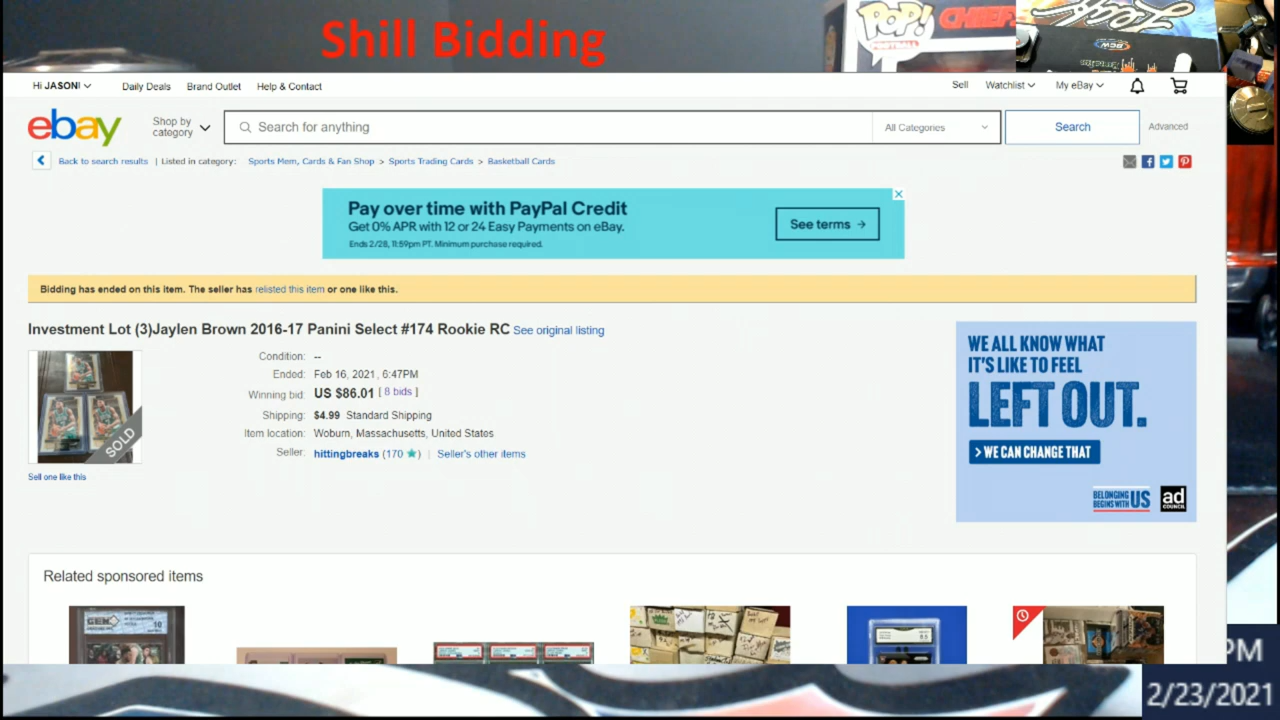 Shill Bidding
POP!
FOOTBALL
CHIEFS
BCW
Hi JASON!
Daily Deals
Brand Outlet
Help & Contact
Sell
Watchlist
My eBay
ebay
Shop by
category
Search for anything
All Categories
Search
Advanced
Back to search results | Listed in category: Sports Mem, Cards & Fan Shop > Sports Trading Cards > Basketball Cards
Pay over time with PayPal Credit
Get 0% APR with 12 or 24 Easy Payments on eBay.
Ends 2/28, 11:59pm PT. Minimum purchase required.
See terms →
Bidding has ended on this item. The seller has relisted this item or one like this.
Investment Lot (3)Jaylen Brown 2016-17 Panini Select #174 Rookie RC See original listing
Condition: --
Ended: Feb 16, 2021 , 6:47PM
Winning bid: US $86.01 [ 8 bids ]
Shipping: $4.99 Standard Shipping
Item location: Woburn, Massachusetts, United States
Seller: hittingbreaks (170 ★) | Seller's other items
SOLD
Sell one like this
WE ALL KNOW WHAT
IT'S LIKE TO FEEL
LEFT OUT.
> WE CAN CHANGE THAT
BELONGING
BEGINS WITH US
ad
COUNCIL
Related sponsored items
GEM
10
PM
2/23/2021